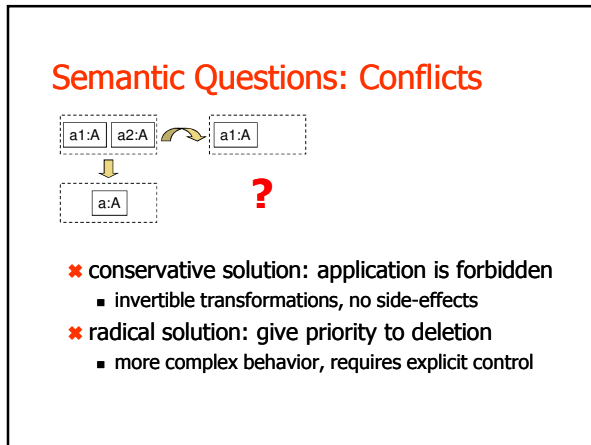 Semantic Questions: Conflicts
a1:A a2:A a1:A
a:A
?
✖ conservative solution: application is forbidden
■ invertible transformations, no side-effects
✖ radical solution: give priority to deletion
■ more complex behavior, requires explicit control